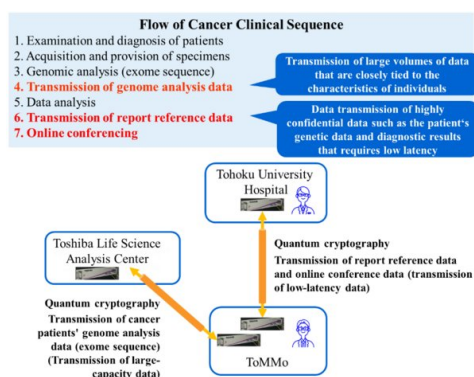 Flow of Cancer Clinical Sequence
1. Examination and diagnosis of patients
2. Acquisition and provision of specimens
3. Genomic analysis (exome sequence)
4. Transmission of genome analysis data
5. Data analysis
6. Transmission of report reference data
7. Online conferencing
Transmission of large volumes of data
that are closely tied to the
characteristics of individuals
Data transmission of highly
confidential data such as the patient's
genetic data and diagnostic results
that requires low latency
Tohoku University
Hospital
Toshiba Life Science
Analysis Center
Quantum cryptography
Transmission of report reference data
and online conference data (transmission
of low-latency data)
Quantum cryptography
Transmission of cancer
patients' genome analysis
data (exome sequence)
(Transmission of large-
capacity data)
ToMMo